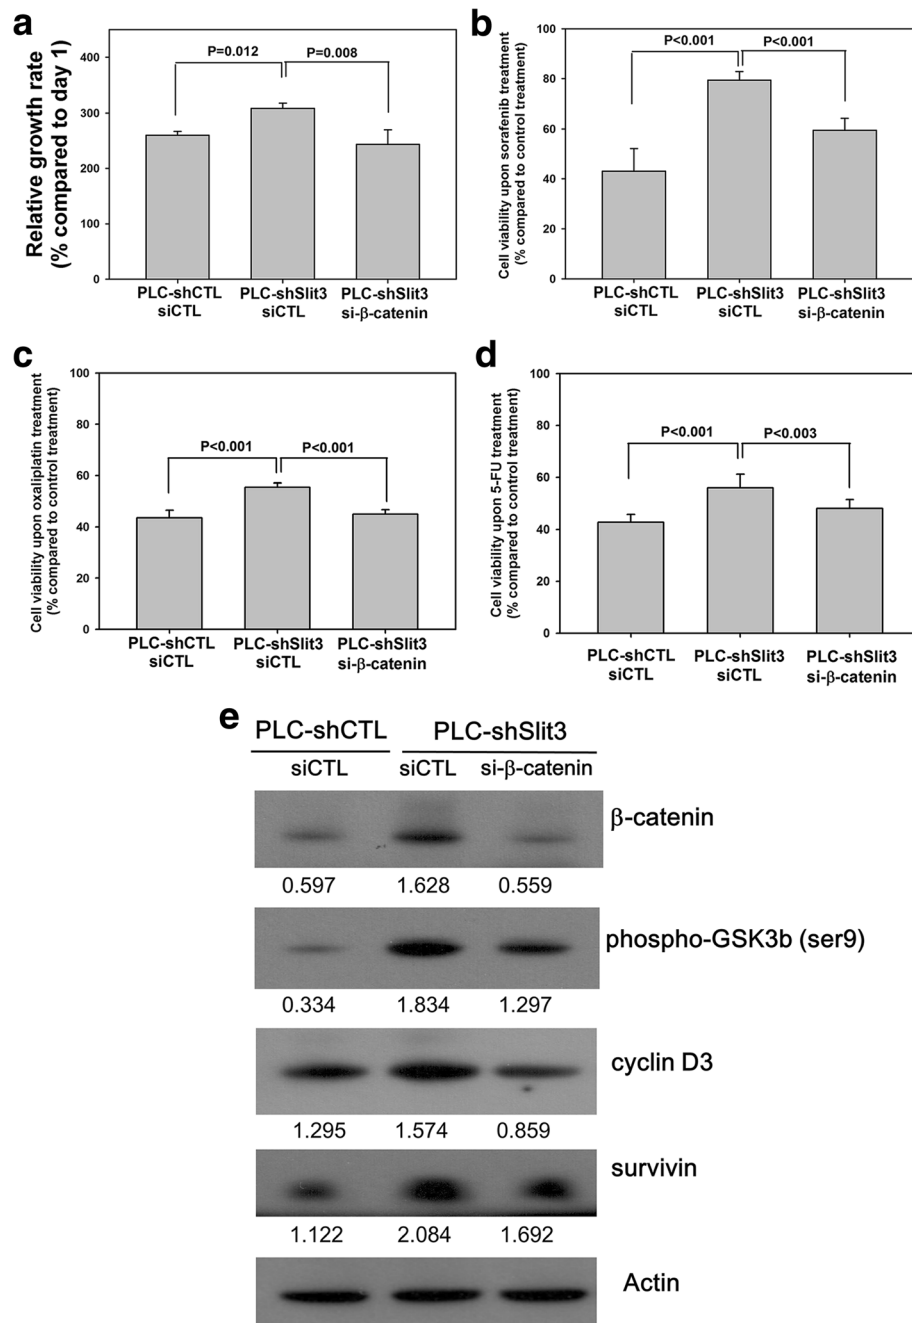 a
Relative growth rate
(% compared to day 1)
400
300
200
100
0
P=0.012
P=0.008
PLC-shCTL
siCTL
PLC-shSlit3
siCTL
PLC-shSlit3
si-β-catenin
b
Cell viability upon sorafenib treatment
(% compared to control treatment)
100
80
60
40
20
0
P<0.001
P<0.001
PLC-shCTL
siCTL
PLC-shSlit3
siCTL
PLC-shSlit3
si-β-catenin
c
Cell viability upon oxaliplatin treatment
(% compared to control treatment)
100
80
60
40
20
0
P<0.001
P<0.001
PLC-shCTL
siCTL
PLC-shSlit3
siCTL
PLC-shSlit3
si-β-catenin
d
Cell viability upon 5-FU treatment
(% compared to control treatment)
100
80
60
40
20
0
P<0.001
P<0.003
PLC-shCTL
siCTL
PLC-shSlit3
siCTL
PLC-shSlit3
si-β-catenin
e
PLC-shCTL PLC-shSlit3
siCTL siCTL si-β-catenin
β-catenin
0.597 1.628 0.559
phospho-GSK3b (ser9)
0.334 1.834 1.297
cyclin D3
1.295 1.574 0.859
survivin
1.122 2.084 1.692
Actin